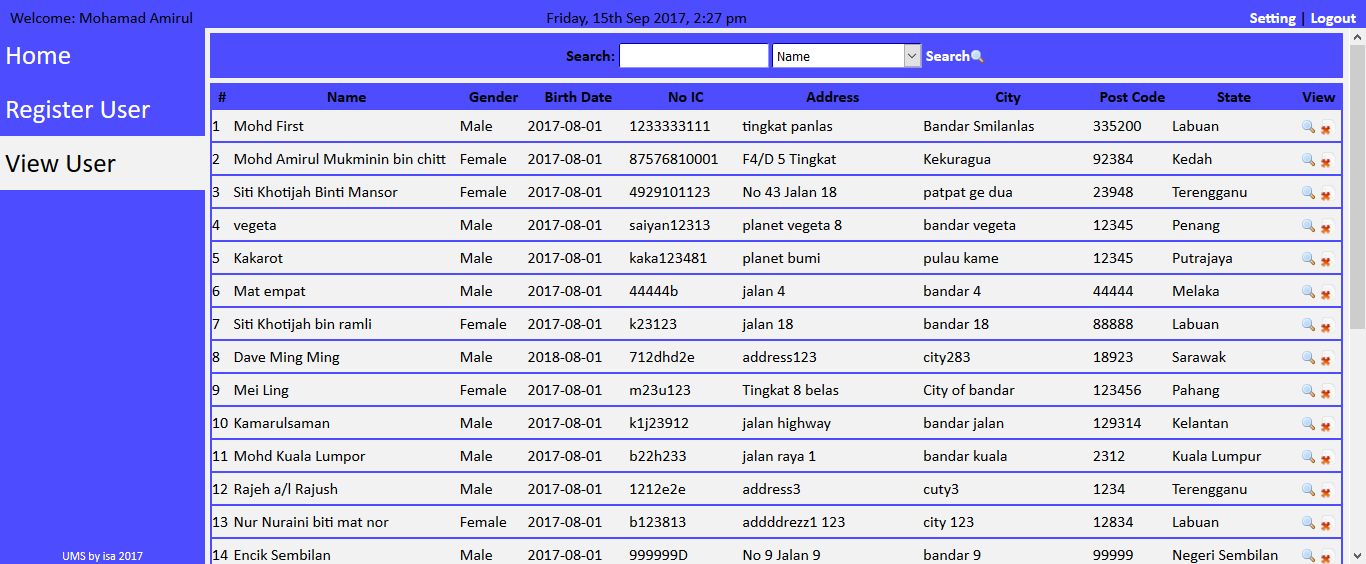 Welcome: Mohamad Amirul Friday, 15th Sep 2017, 2:27 pm Setting | Logout
Home
Register User
View User
UMS by isa 2017
Search: Name Search
# Name Gender Birth Date No IC Address City Post Code State View
1 Mohd First Male 2017-08-01 1233333111 tingkat panlas Bandar Smilanlas 335200 Labuan
2 Mohd Amirul Mukminin bin chitt Female 2017-08-01 87576810001 F4/D 5 Tingkat Kekuragua 92384 Kedah
3 Siti Khotijah Binti Mansor Female 2017-08-01 4929101123 No 43 Jalan 18 patpat ge dua 23948 Terengganu
4 vegeta Male 2017-08-01 saiyan12313 planet vegeta 8 bandar vegeta 12345 Penang
5 Kakarot Male 2017-08-01 kaka123481 planet bumi pulau kame 12345 Putrajaya
6 Mat empat Male 2017-08-01 44444b jalan 4 bandar 4 44444 Melaka
7 Siti Khotijah bin ramli Female 2017-08-01 k23123 jalan 18 bandar 18 88888 Labuan
8 Dave Ming Ming Male 2018-08-01 712dhd2e address123 city283 18923 Sarawak
9 Mei Ling Female 2017-08-01 m23u123 Tingkat 8 belas City of bandar 123456 Pahang
10 Kamarulsaman Male 2017-08-01 k1j23912 jalan highway bandar jalan 129314 Kelantan
11 Mohd Kuala Lumpor Male 2017-08-01 b22h233 jalan raya 1 bandar kuala 2312 Kuala Lumpur
12 Rajeh a/l Rajush Male 2017-08-01 1212e2e address3 cuty3 1234 Terengganu
13 Nur Nuraini biti mat nor Female 2017-08-01 b123813 addddrezz1 123 city 123 12834 Labuan
14 Encik Sembilan Male 2017-08-01 999999D No 9 Jalan 9 bandar 9 99999 Negeri Sembilan